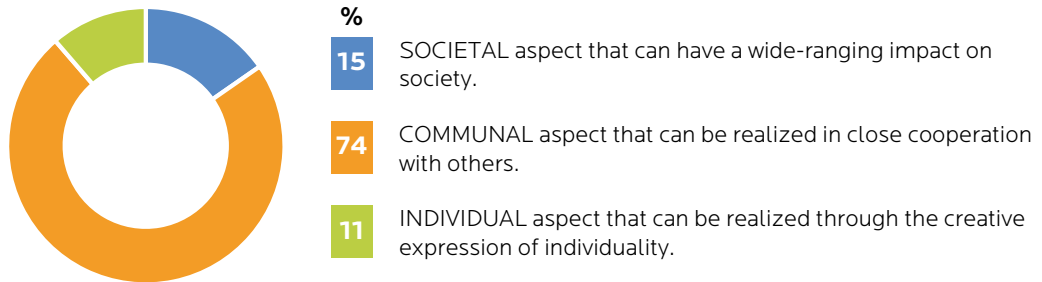 %
15 SOCIETAL aspect that can have a wide-ranging impact on
society.
74 COMMUNAL aspect that can be realized in close cooperation
with others.
11 INDIVIDUAL aspect that can be realized through the creative
expression of individuality.